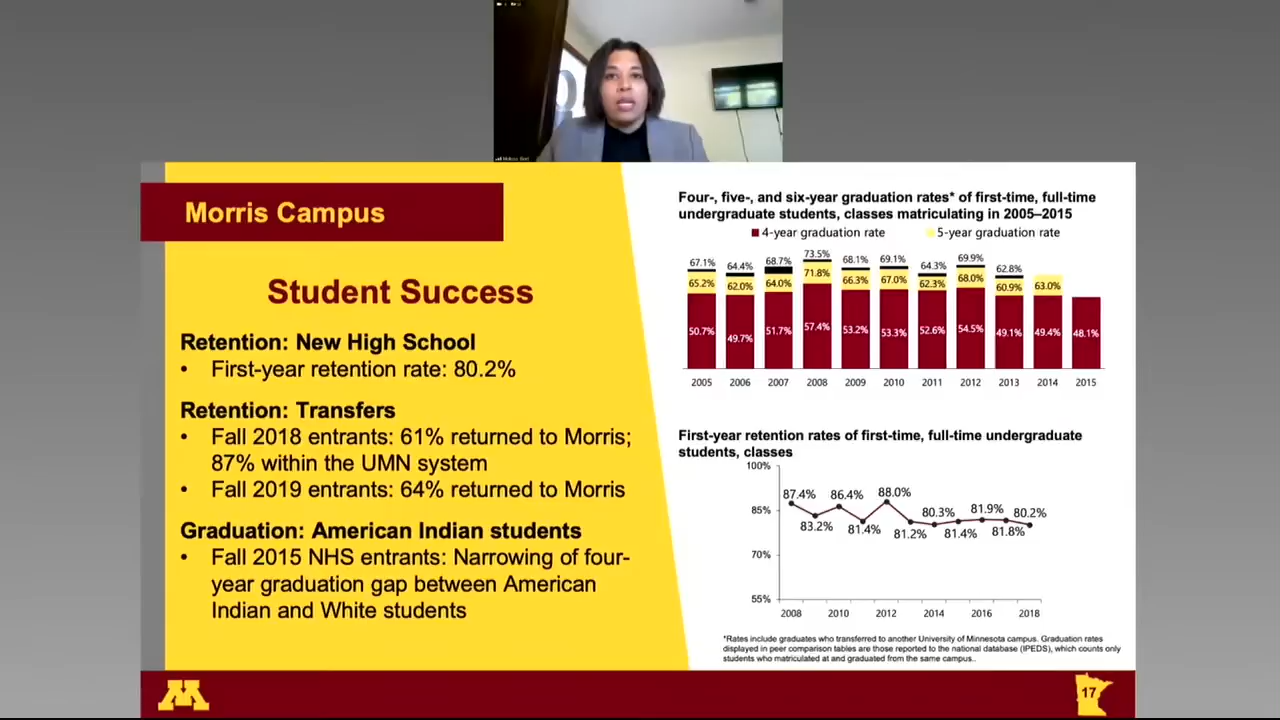 Morris Campus
Student Success
Retention: New High School
• First-year retention rate: 80.2%
Retention: Transfers
• Fall 2018 entrants: 61% returned to Morris;
87% within the UMN system
• Fall 2019 entrants: 64% returned to Morris
Graduation: American Indian students
• Fall 2015 NHS entrants: Narrowing of four-
year graduation gap between American
Indian and White students
Four-, five-, and six-year graduation rates* of first-time, full-time
undergraduate students, classes matriculating in 2005–2015
4-year graduation rate 5-year graduation rate
67.1% 64.4% 68.7% 73.5% 68.1% 69.1% 64.3% 69.9% 62.8%
65.2% 62.0% 64.0% 71.8% 66.3% 67.0% 62.3% 68.0% 60.9% 63.0%
50.7% 49.7% 51.7% 57.4% 53.2% 53.3% 52.6% 54.5% 49.1% 49.4% 48.1%
2005 2006 2007 2008 2009 2010 2011 2012 2013 2014 2015
First-year retention rates of first-time, full-time undergraduate
students, classes
100%
87.4% 86.4% 88.0% 80.3% 81.9% 80.2%
85%
83.2% 81.4% 81.2% 81.4% 81.8%
70%
55%
2008 2010 2012 2014 2016 2018
*Rates include graduates who transferred to another University of Minnesota campus. Graduation rates
displayed in peer comparison tables are those reported to the national database (IPEDS), which counts only
students who matriculated at and graduated from the same campus..
M
17